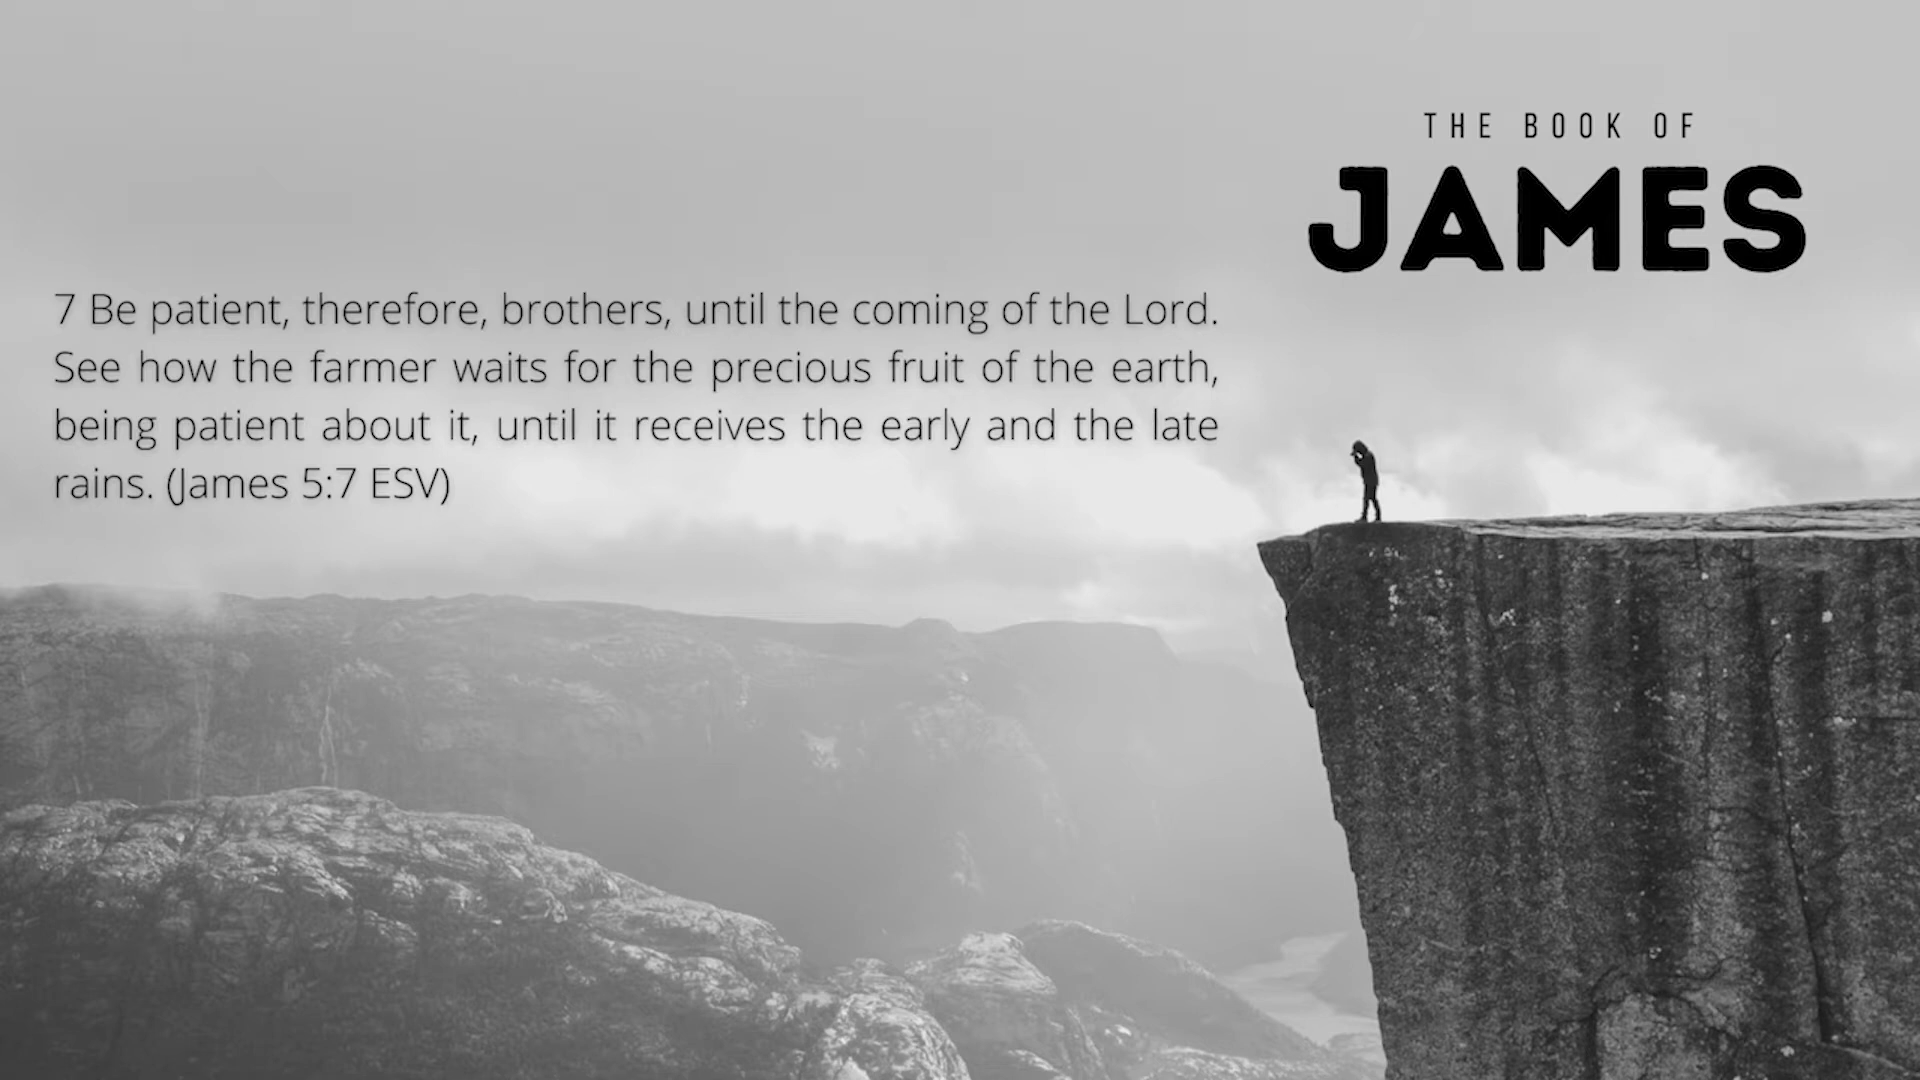 THE BOOK OF
JAMES
7 Be patient, therefore, brothers, until the coming of the Lord.
See how the farmer waits for the precious fruit of the earth,
being patient about it, until it receives the early and the late
rains. (James 5:7 ESV)